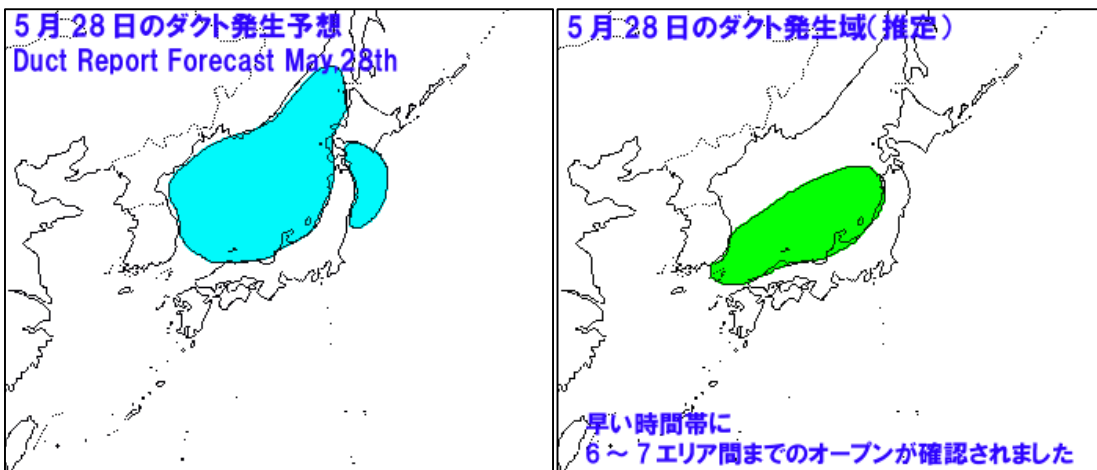 5月28日のダクト発生予想
Duct Report Forecast May 28th
5月28日のダクト発生域(推定)
早い時間帯に
6～7エリア間までのオープンが確認されました